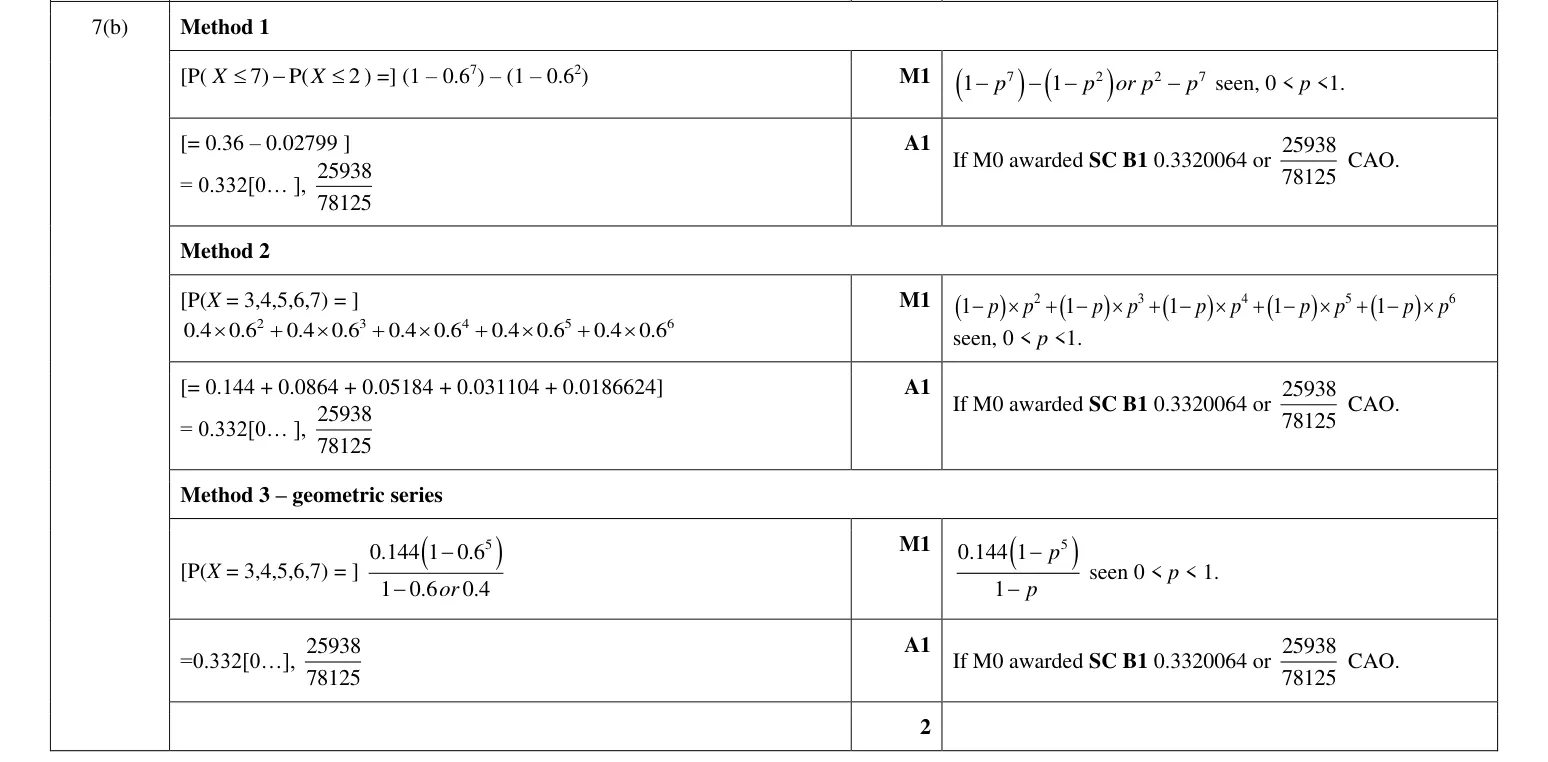 7(b) Method 1
[P( X ≤ 7) – P(X ≤ 2 ) =] (1 – 0.6⁷) – (1 – 0.6²) M1 (1 – p⁷) – (1 – p²) or p² – p⁷ seen, 0 < p <1.
[= 0.36 – 0.02799 ]
= 0.332[0… ], 25938/78125 A1 If M0 awarded SC B1 0.3320064 or 25938/78125 CAO.
Method 2
[P(X = 3,4,5,6,7) = ]
0.4 × 0.6² + 0.4 × 0.6³ + 0.4 × 0.6⁴ + 0.4 × 0.6⁵ + 0.4 × 0.6⁶ M1 (1 – p) × p² + (1 – p) × p³ + (1 – p) × p⁴ + (1 – p) × p⁵ + (1 – p) × p⁶
seen, 0 < p <1.
[= 0.144 + 0.0864 + 0.05184 + 0.031104 + 0.0186624]
= 0.332[0… ], 25938/78125 A1 If M0 awarded SC B1 0.3320064 or 25938/78125 CAO.
Method 3 – geometric series
[P(X = 3,4,5,6,7) = ] 0.144(1 – 0.6⁵)/(1 – 0.6 or 0.4) M1 0.144(1 – p⁵)/(1 – p) seen 0 < p < 1.
=0.332[0…], 25938/78125 A1 If M0 awarded SC B1 0.3320064 or 25938/78125 CAO.
2